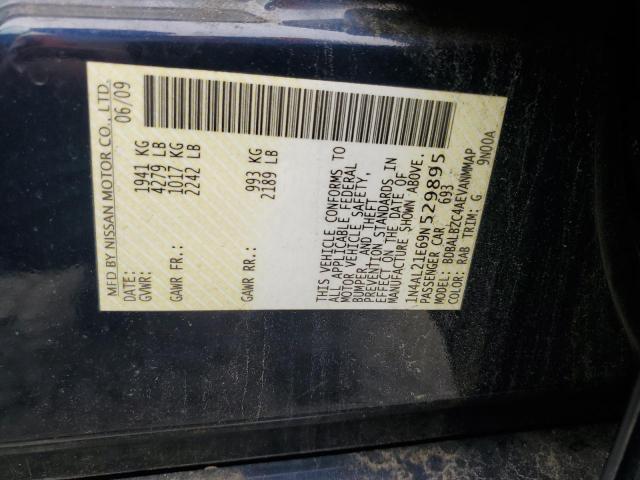 MFD BY NISSAN MOTOR CO., LTD.
DATE: 06/09
GVWR: 1941 KG
4279 LB
GAWR FR: 1017 KG
2242 LB
GAWR RR: 993 KG
2189 LB
THIS VEHICLE CONFORMS TO
ALL APPLICABLE FEDERAL
MOTOR VEHICLE SAFETY,
BUMPER, AND THEFT
PREVENTION STANDARDS IN
EFFECT ON THE DATE OF
MANUFACTURE SHOWN ABOVE.
1N4AL21E69N529895
PASSENGER CAR 693
MODEL: BDBALBZC4AEVANWMAP
COLOR: BAB TRIM: G 9N00A